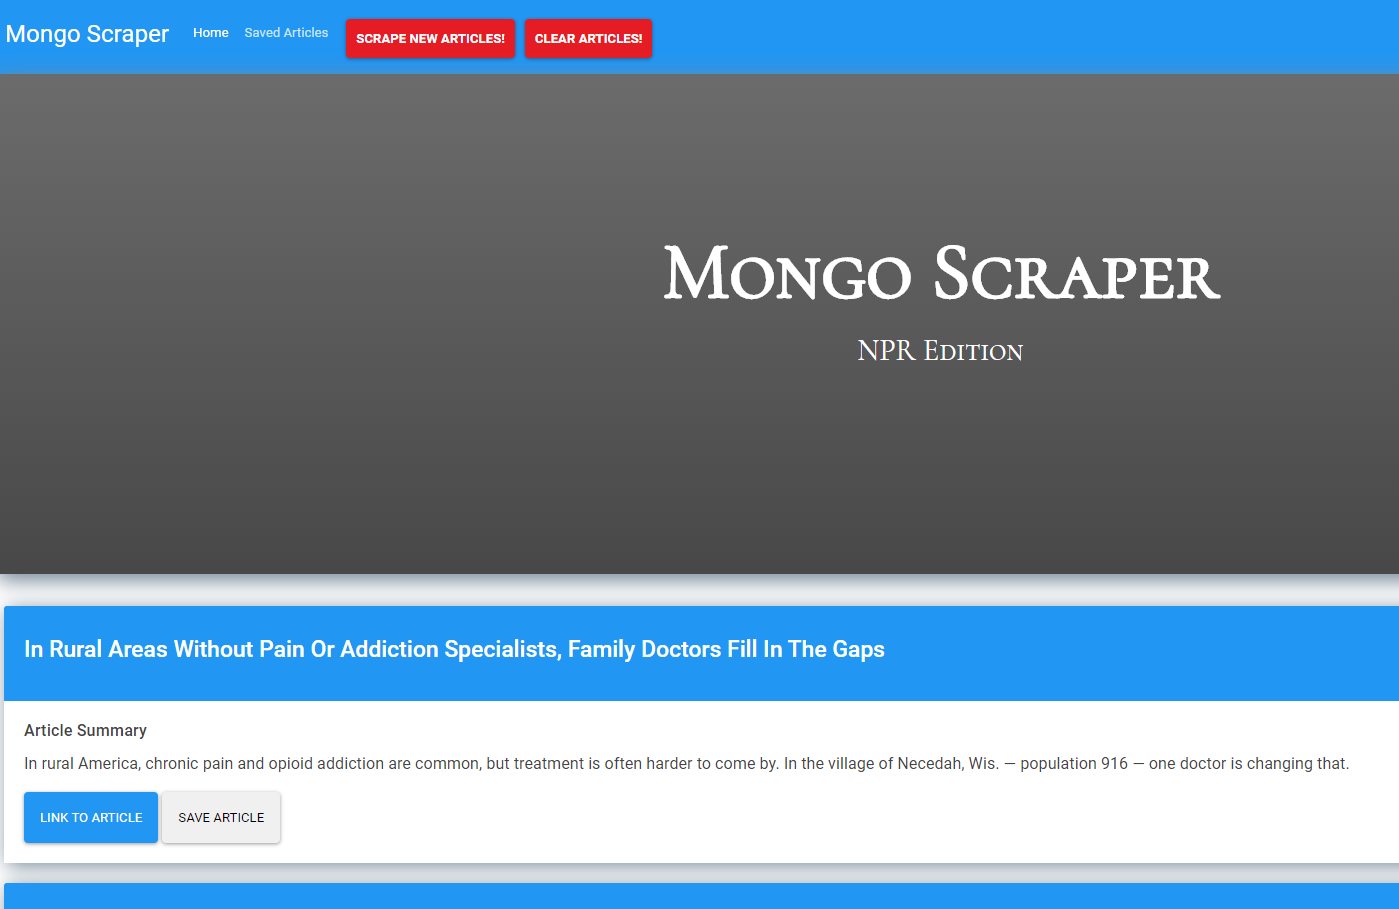 Mongo Scraper Home Saved Articles SCRAPE NEW ARTICLES! CLEAR ARTICLES!
Mongo Scraper
NPR Edition
In Rural Areas Without Pain Or Addiction Specialists, Family Doctors Fill In The Gaps
Article Summary
In rural America, chronic pain and opioid addiction are common, but treatment is often harder to come by. In the village of Necedah, Wis. — population 916 — one doctor is changing that.
LINK TO ARTICLE SAVE ARTICLE